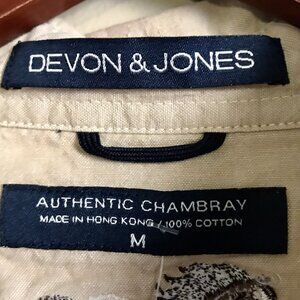 DEVON & JONES
AUTHENTIC CHAMBRAY
MADE IN HONG KONG / 100% COTTON
M